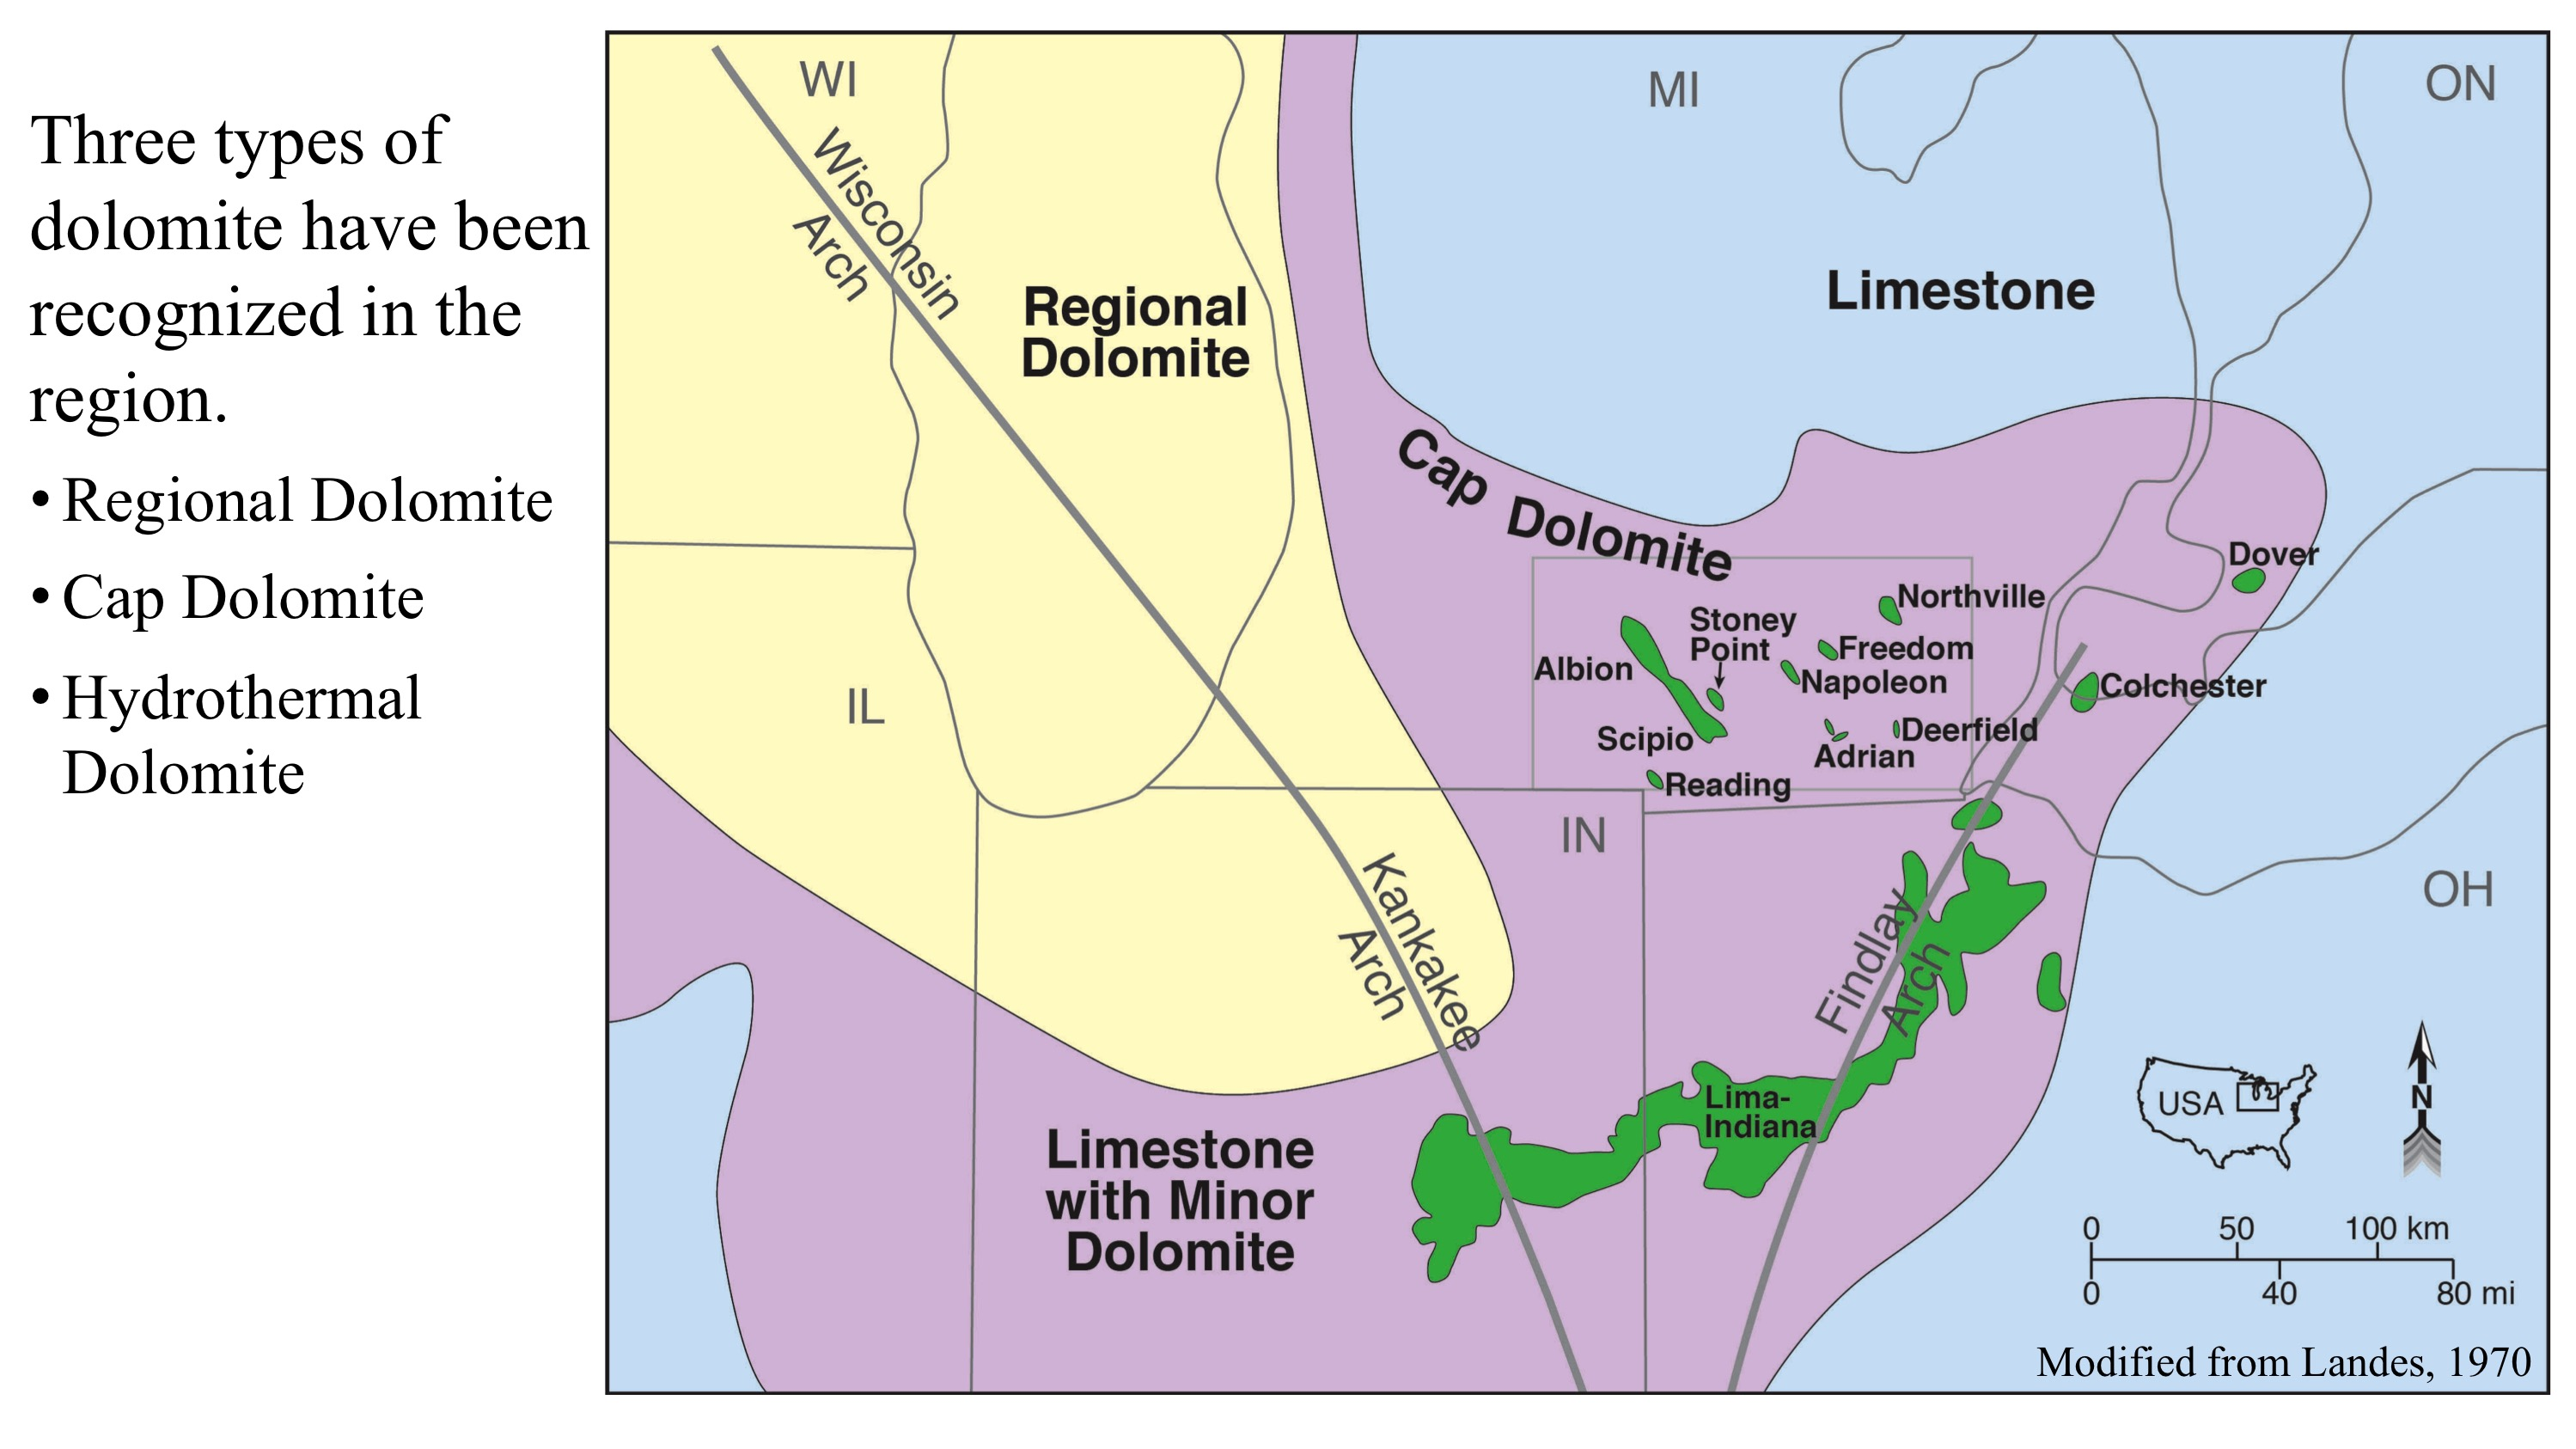 Three types of
dolomite have been
recognized in the
region.
• Regional Dolomite
• Cap Dolomite
• Hydrothermal
Dolomite
WI
MI
ON
Wisconsin
Arch
Regional
Dolomite
Limestone
Cap Dolomite
Dover
Northville
Stoney
Point
Freedom
Albion
Napoleon
Colchester
IL
Scipio
Deerfield
Adrian
Reading
IN
OH
Kankakee
Arch
Findlay
Arch
Lima-
Indiana
Limestone
with Minor
Dolomite
USA
N
0 50 100 km
0 40 80 mi
Modified from Landes, 1970